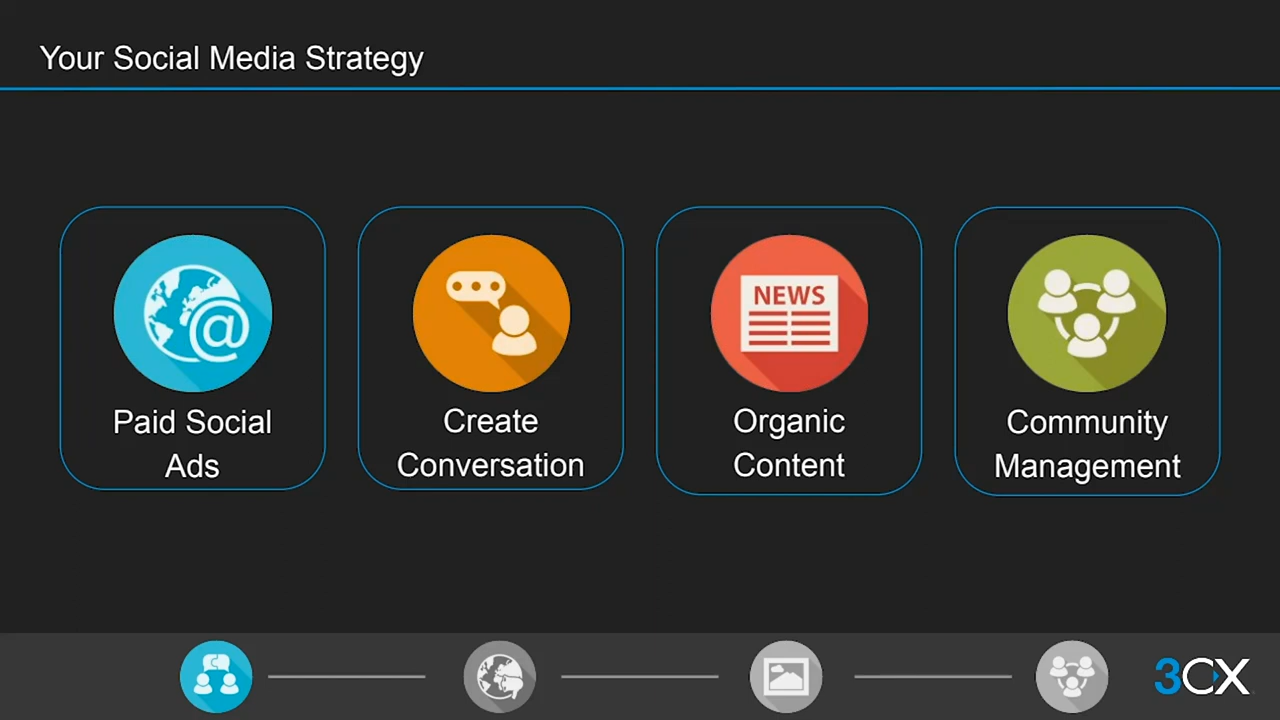 Your Social Media Strategy
Paid Social
Ads
Create
Conversation
NEWS
Organic
Content
Community
Management
3CX